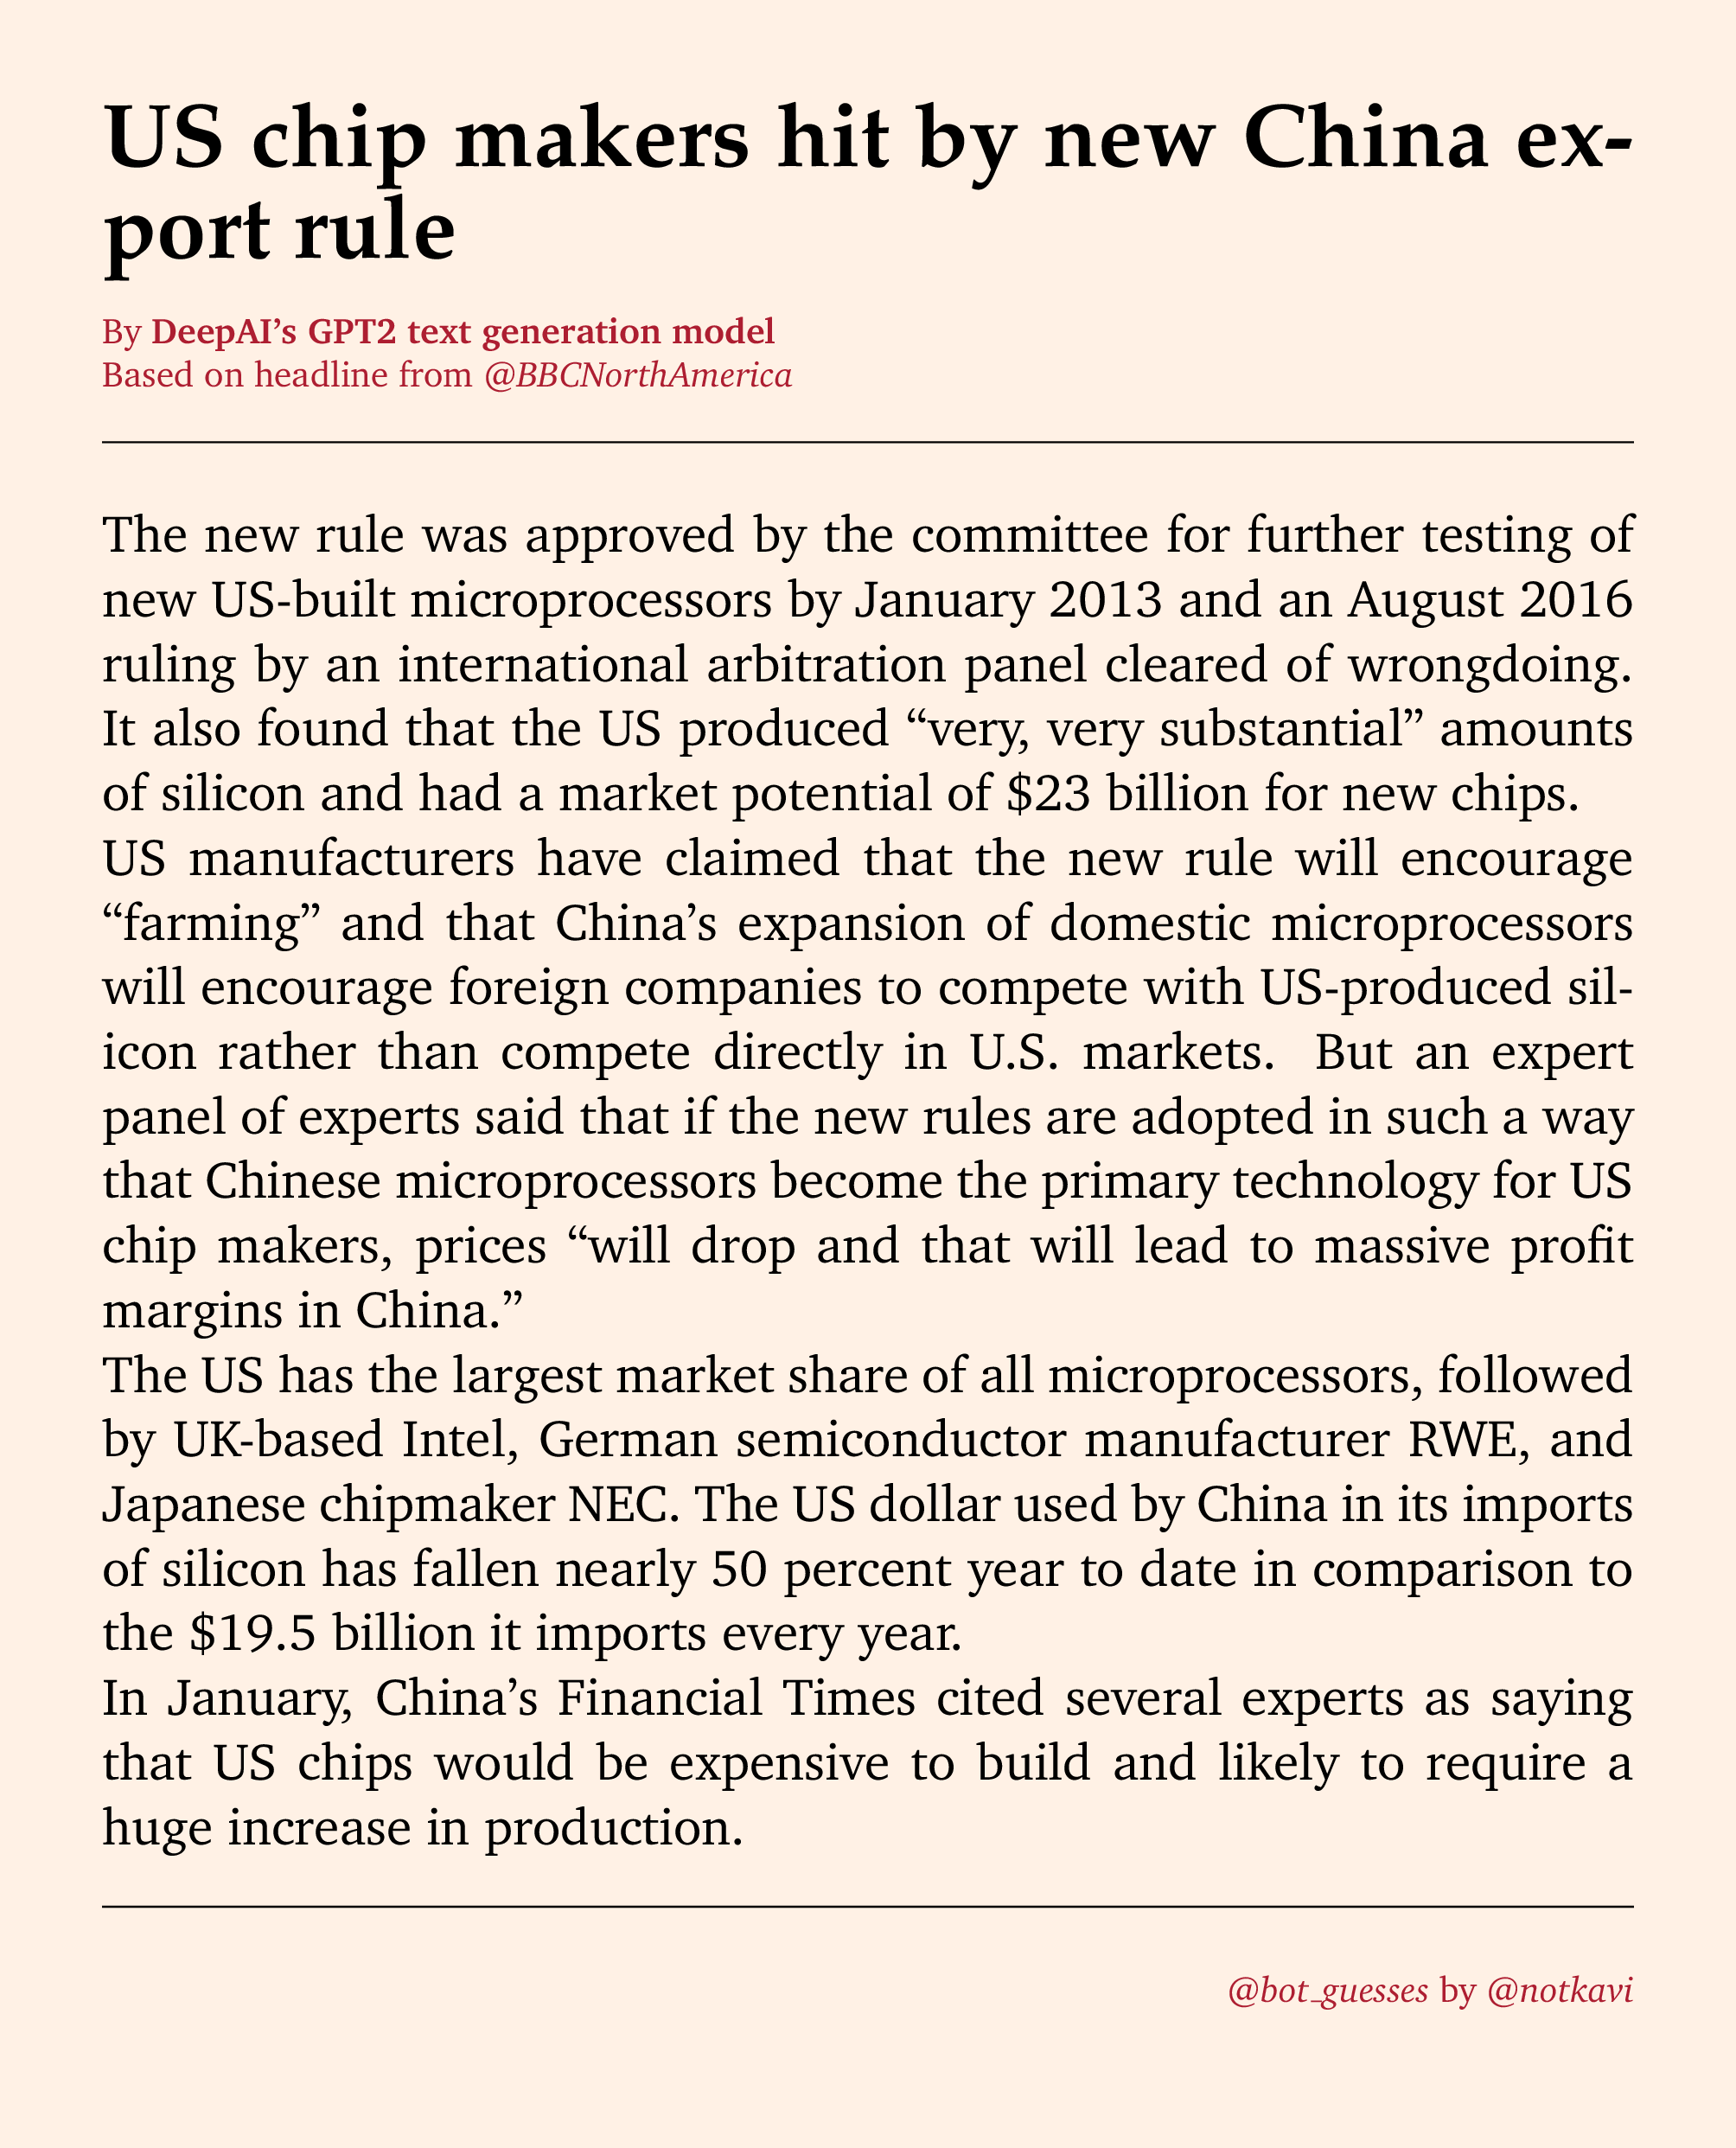 US chip makers hit by new China ex-
port rule
By DeepAI’s GPT2 text generation model
Based on headline from @BBCNorthAmerica
The new rule was approved by the committee for further testing of
new US-built microprocessors by January 2013 and an August 2016
ruling by an international arbitration panel cleared of wrongdoing.
It also found that the US produced “very, very substantial” amounts
of silicon and had a market potential of $23 billion for new chips.
US manufacturers have claimed that the new rule will encourage
“farming” and that China’s expansion of domestic microprocessors
will encourage foreign companies to compete with US-produced sil-
icon rather than compete directly in U.S. markets. But an expert
panel of experts said that if the new rules are adopted in such a way
that Chinese microprocessors become the primary technology for US
chip makers, prices “will drop and that will lead to massive profit
margins in China.”
The US has the largest market share of all microprocessors, followed
by UK-based Intel, German semiconductor manufacturer RWE, and
Japanese chipmaker NEC. The US dollar used by China in its imports
of silicon has fallen nearly 50 percent year to date in comparison to
the $19.5 billion it imports every year.
In January, China’s Financial Times cited several experts as saying
that US chips would be expensive to build and likely to require a
huge increase in production.
@bot_guesses by @notkavi